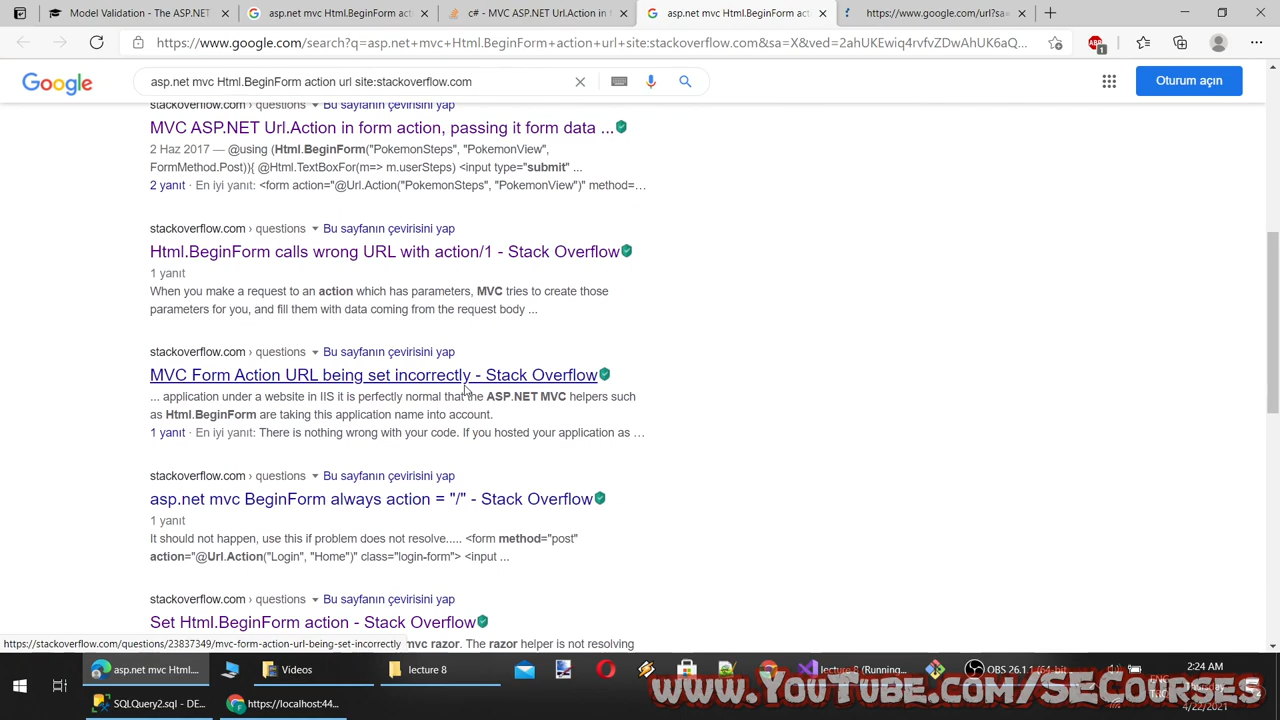 Model Validation - The ASP.NET
asp.net mvc Html.BeginForm act
c# - MVC ASP.NET Url.Action in f
asp.net mvc Html.BeginForm act
https://www.google.com/url?sa=
https://www.google.com/search?q=asp.net+mvc+Html.BeginForm+action+url+site:stackoverflow.com&sa=X&ved=2ahUKEwiq4rvfvZDwAhUK6aQ...
1
Google
asp.net mvc Html.BeginForm action url site:stackoverflow.com
Oturum açın
stackoverflow.com › questions
Bu sayfanın çevirisini yap
MVC ASP.NET Url.Action in form action, passing it form data ...
2 Haz 2017 — @using (Html.BeginForm("PokemonSteps", "PokemonView",
FormMethod.Post)){ @Html.TextBoxFor(m=> m.userSteps) <input type="submit" ...
2 yanıt · En iyi yanıt: <form action="@Url.Action("PokemonSteps", "PokemonView")" method=…
stackoverflow.com › questions
Bu sayfanın çevirisini yap
Html.BeginForm calls wrong URL with action/1 - Stack Overflow
1 yanıt
When you make a request to an action which has parameters, MVC tries to create those
parameters for you, and fill them with data coming from the request body ...
stackoverflow.com › questions
Bu sayfanın çevirisini yap
MVC Form Action URL being set incorrectly - Stack Overflow
... application under a website in IIS it is perfectly normal that the ASP.NET MVC helpers such
as Html.BeginForm are taking this application name into account.
1 yanıt · En iyi yanıt: There is nothing wrong with your code. If you hosted your application as …
stackoverflow.com › questions
Bu sayfanın çevirisini yap
asp.net mvc BeginForm always action = "/" - Stack Overflow
1 yanıt
It should not happen, use this if problem does not resolve..... <form method="post"
action="@Url.Action("Login", "Home")" class="login-form"> <input ...
stackoverflow.com › questions
Bu sayfanın çevirisini yap
Set Html.BeginForm action - Stack Overflow
https://stackoverflow.com/questions/23837349/mvc-form-action-url-being-set-incorrectly
mvc razor. The razor helper is not resolving
asp.net mvc Html...
Videos
lecture 8
lecture 8 (Running...
OBS 26.1.1 (64-bit...
2:24 AM
ENG
Thursday
4/22/2021
2
SQLQuery2.sql - DE...
https://localhost:44...
www.YouTube.com/SECourses